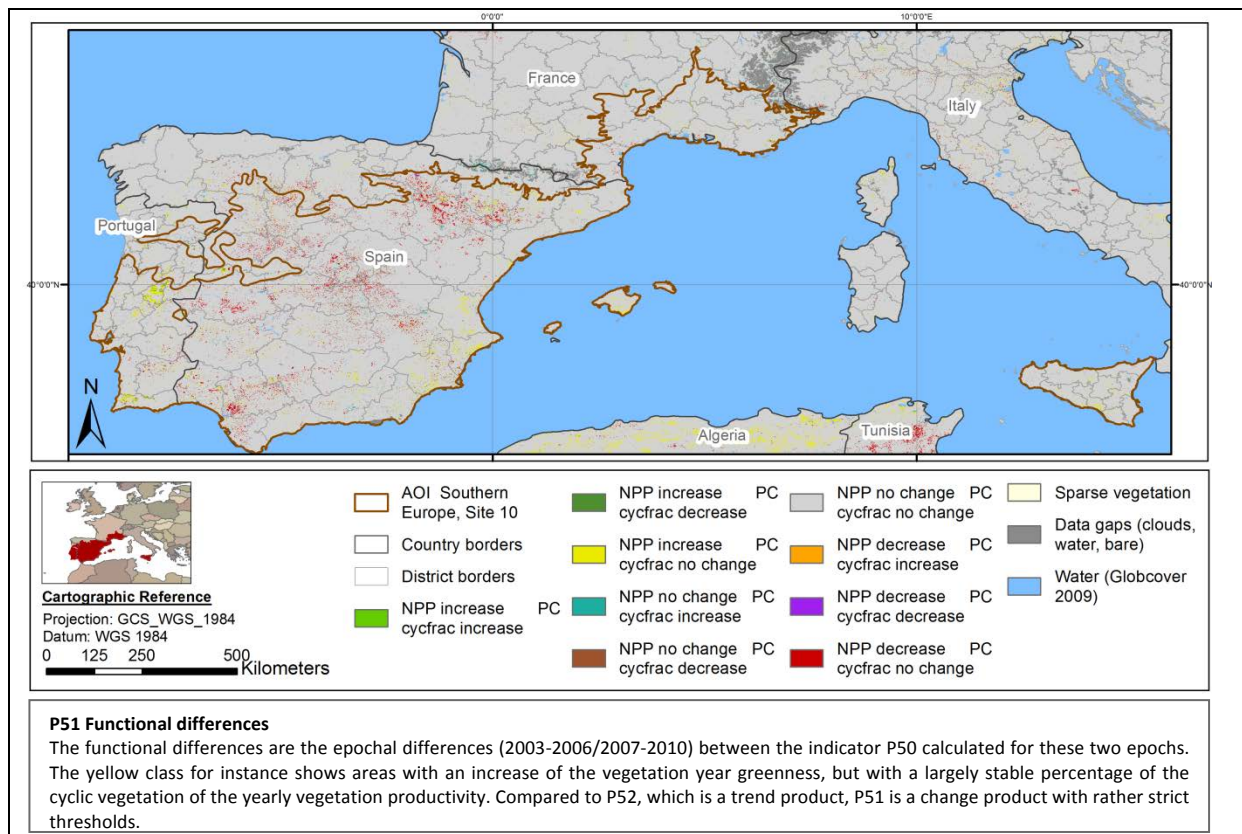 0°0'0"
10°0'0"E
France
Italy
Portugal
Spain
40°0'0"N
40°0'0"N
N
Algeria
Tunisia
Cartographic Reference
Projection: GCS_WGS_1984
Datum: WGS 1984
0 125 250 500
Kilometers
AOI Southern
Europe, Site 10
Country borders
District borders
NPP increase PC
cycfrac increase
NPP increase PC
cycfrac decrease
NPP increase PC
cycfrac no change
NPP no change PC
cycfrac increase
NPP no change PC
cycfrac decrease
NPP no change PC
cycfrac no change
NPP decrease PC
cycfrac increase
NPP decrease PC
cycfrac decrease
NPP decrease PC
cycfrac no change
Sparse vegetation
Data gaps (clouds,
water, bare)
Water (Globcover
2009)
P51 Functional differences
The functional differences are the epochal differences (2003-2006/2007-2010) between the indicator P50 calculated for these two epochs.
The yellow class for instance shows areas with an increase of the vegetation year greenness, but with a largely stable percentage of the
cyclic vegetation of the yearly vegetation productivity. Compared to P52, which is a trend product, P51 is a change product with rather strict
thresholds.